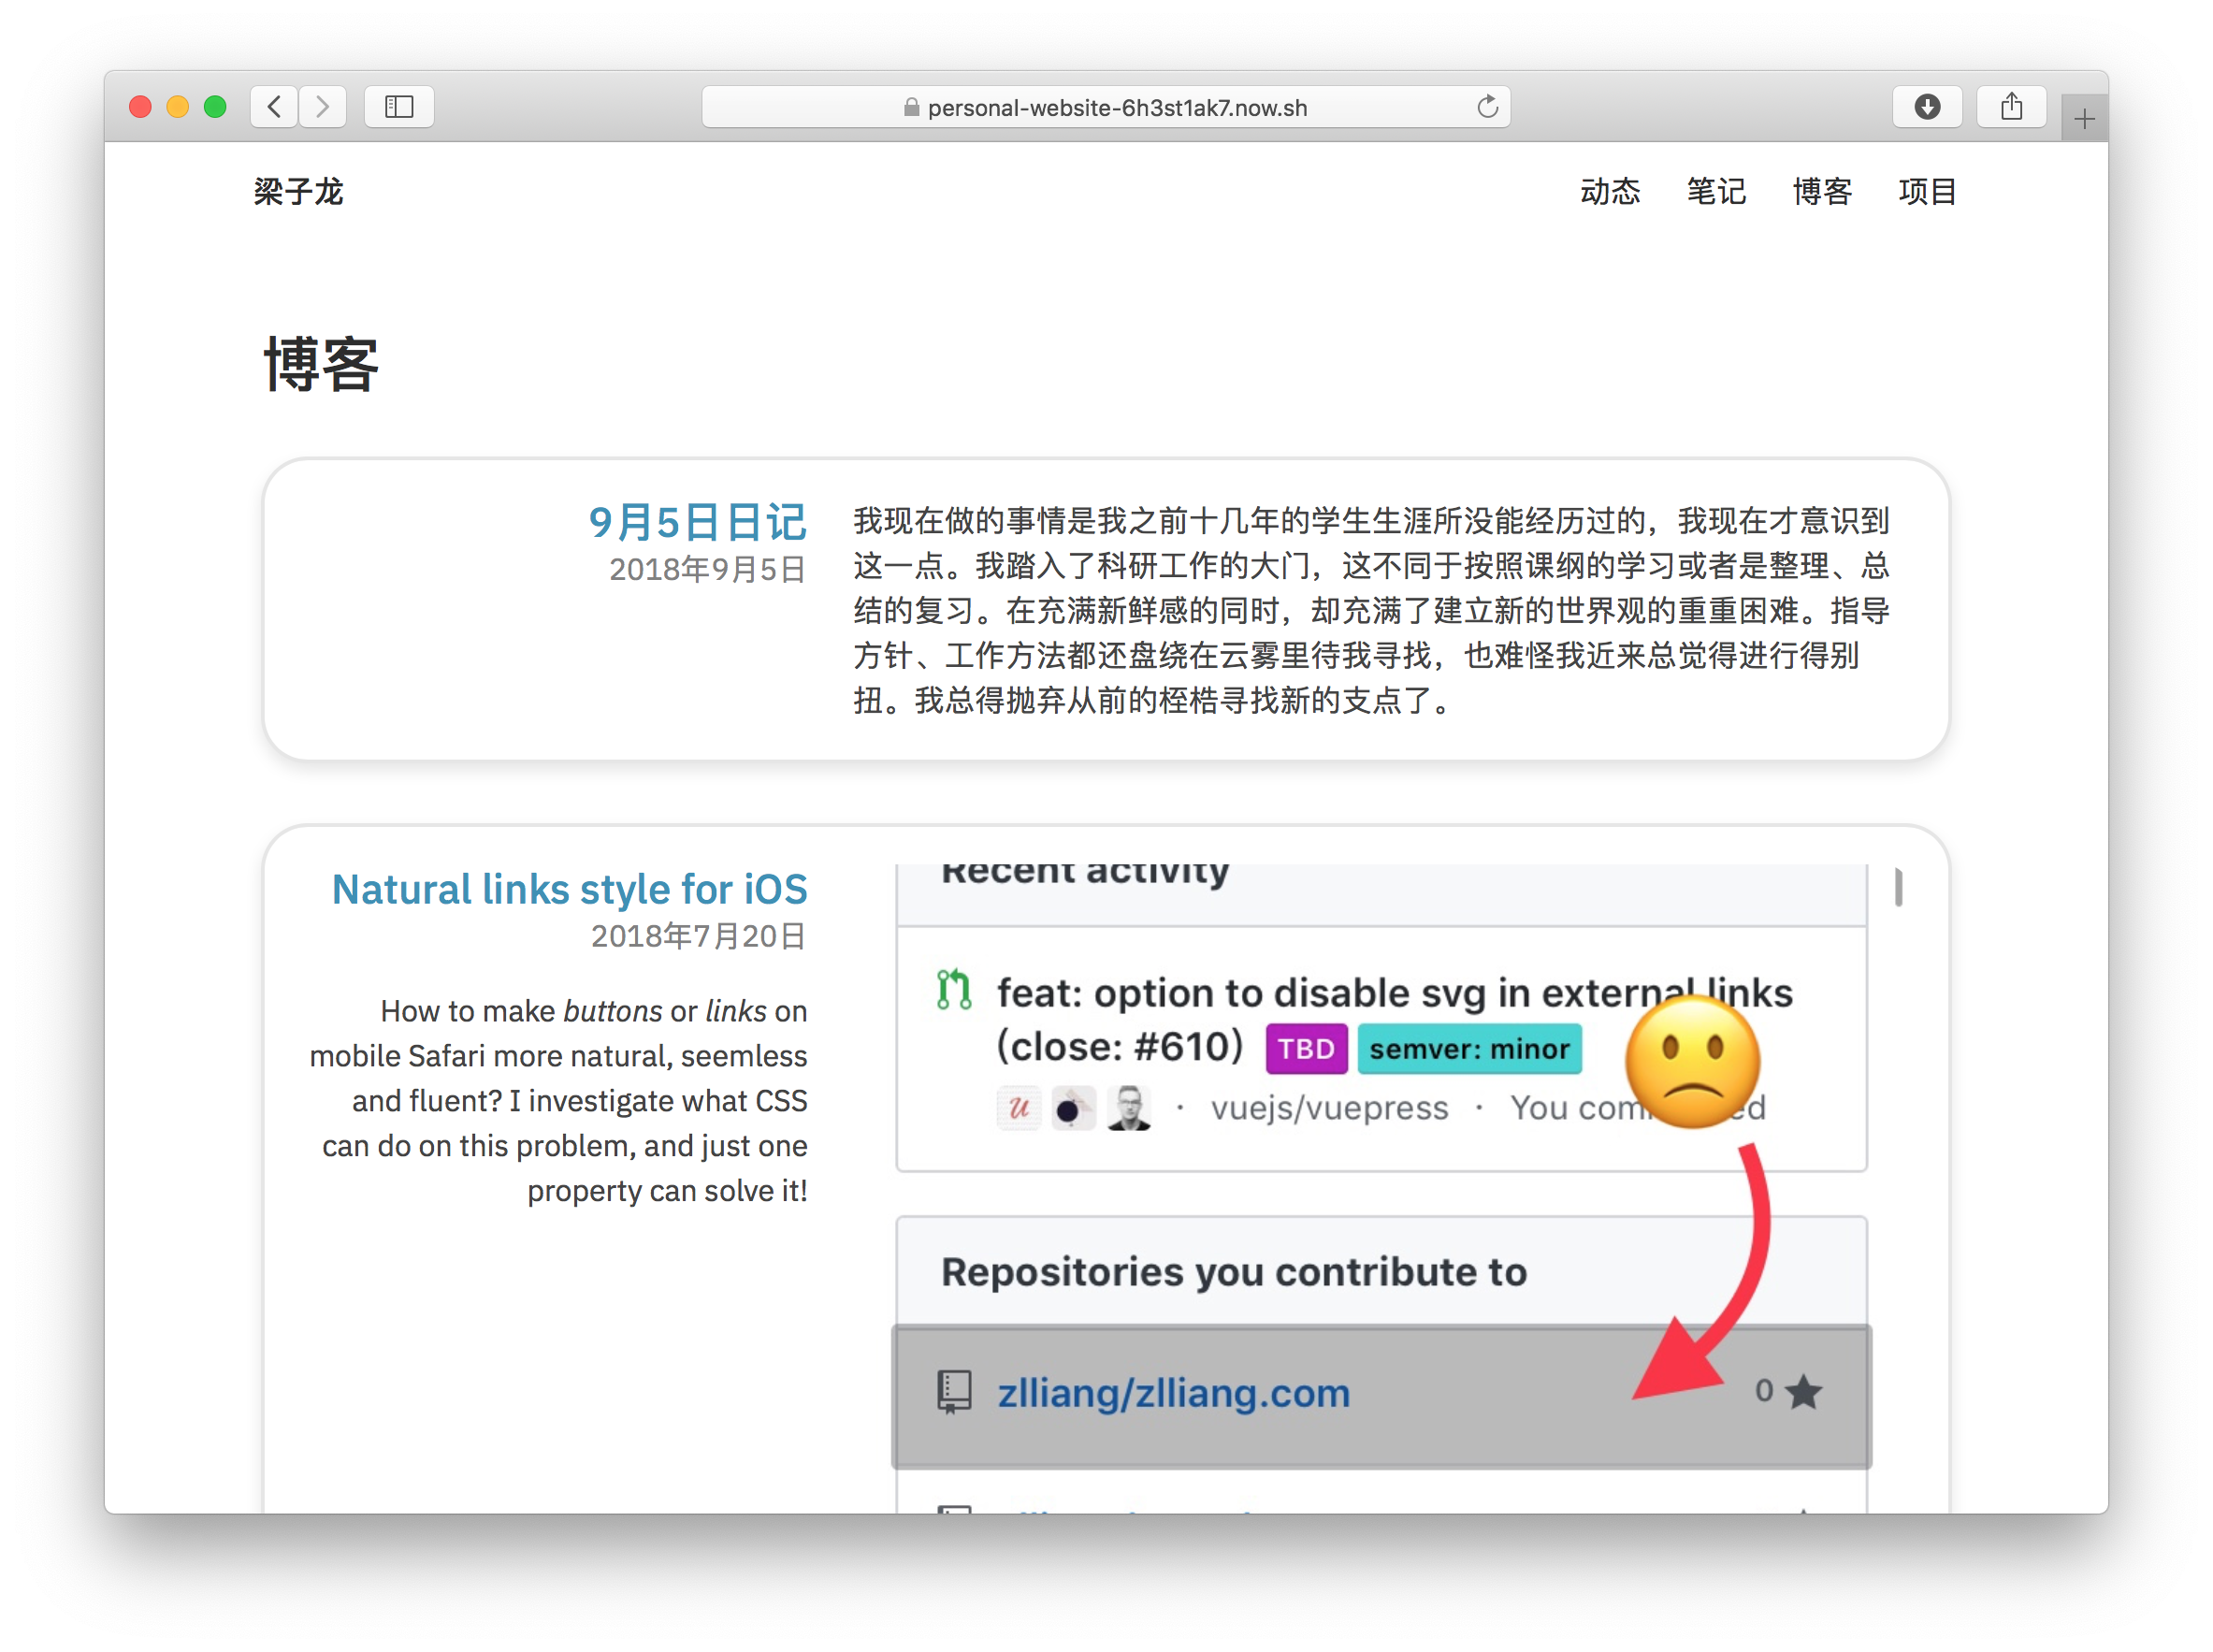 personal-website-6h3st1ak7.now.sh
梁子龙
动态 笔记 博客 项目
博客
9月5日日记
2018年9月5日
我现在做的事情是我之前十几年的学生生涯所没能经历过的，我现在才意识到
这一点。我踏入了科研工作的大门，这不同于按照课纲的学习或者是整理、总
结的复习。在充满新鲜感的同时，却充满了建立新的世界观的重重困难。指导
方针、工作方法都还盘绕在云雾里待我寻找，也难怪我近来总觉得进行得别
扭。我总得抛弃从前的桎梏寻找新的支点了。
Natural links style for iOS
2018年7月20日
How to make buttons or links on
mobile Safari more natural, seemless
and fluent? I investigate what CSS
can do on this problem, and just one
property can solve it!
Recent activity
feat: option to disable svg in external links
(close: #610) TBD semver: minor
· vuejs/vuepress · You
Repositories you contribute to
zlliang/zlliang.com 0